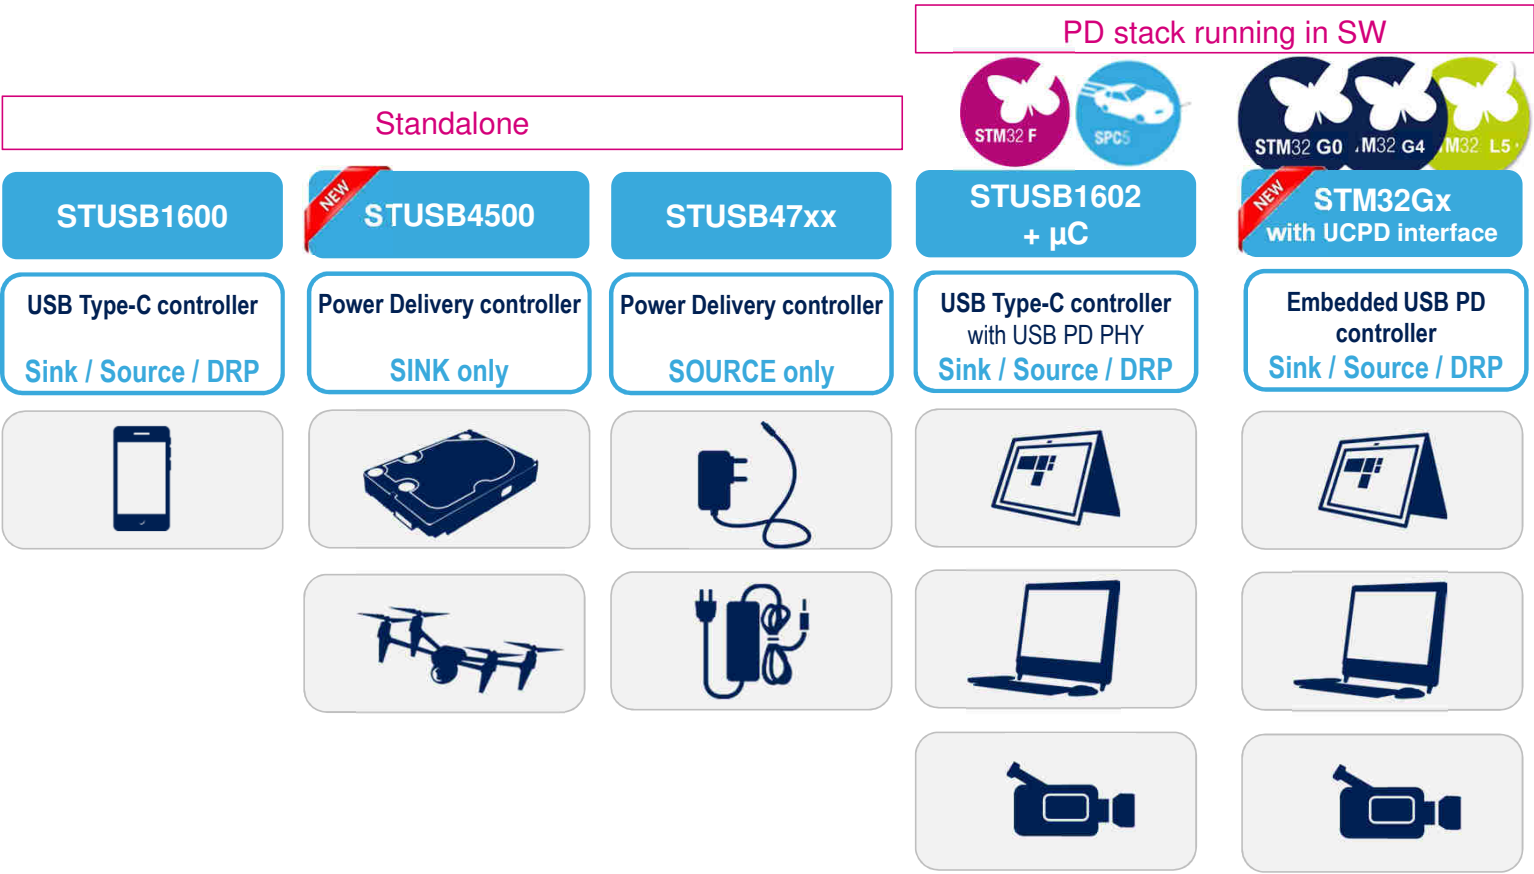 PD stack running in SW
Standalone
STM32 F
SPC5
STM32 G0
M32 G4
M32 L5
STUSB1600
NEW
STUSB4500
STUSB47xx
STUSB1602
+ µC
NEW
STM32Gx
with UCPD interface
USB Type-C controller
Sink / Source / DRP
Power Delivery controller
SINK only
Power Delivery controller
SOURCE only
USB Type-C controller
with USB PD PHY
Sink / Source / DRP
Embedded USB PD
controller
Sink / Source / DRP